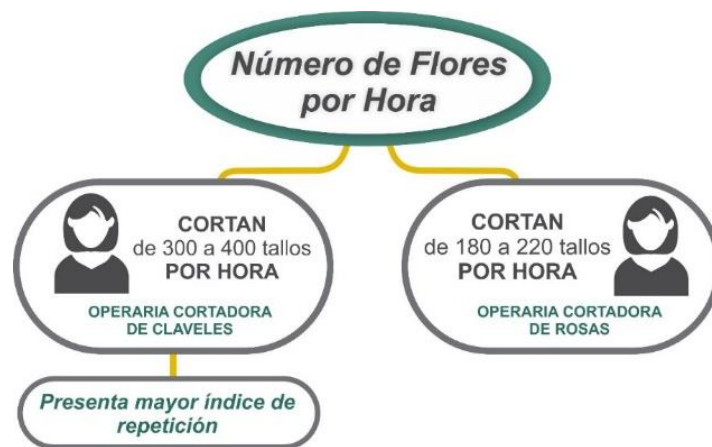 Número de Flores
por Hora
CORTAN
de 300 a 400 tallos
POR HORA
OPERARIA CORTADORA
DE CLAVELES
CORTAN
de 180 a 220 tallos
POR HORA
OPERARIA CORTADORA
DE ROSAS
Presenta mayor índice de
repetición